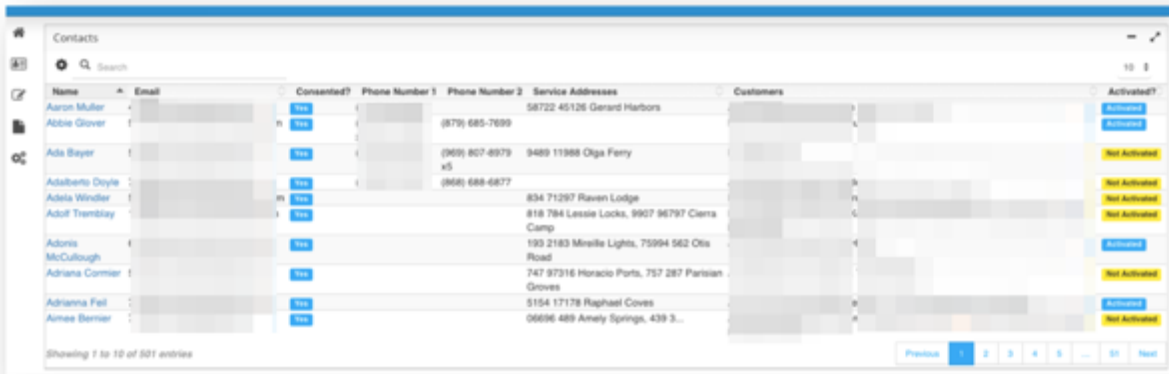 Contacts
Search
10
Name Email Consented? Phone Number 1 Phone Number 2 Service Addresses Customers Activated?
Aaron Muller Yes 58722 45126 Gerard Harbors Activated
Abbie Glover Yes (879) 685-7699 Activated
Ada Bayer Yes (969) 807-8979 9489 11988 Olga Ferry Not Activated
x5
Adalberto Doyle Yes (868) 688-6877 Not Activated
Adela Windler Yes 834 71297 Raven Lodge Not Activated
Adolf Tremblay Yes 818 784 Lessie Locks, 9907 96797 Cierra Not Activated
Camp
Adonis Yes 193 2183 Mireille Lights, 75994 562 Otis Activated
McCullough Road
Adriana Cormier Yes 747 97316 Horacio Ports, 757 287 Parisian Not Activated
Groves
Adrianna Feil Yes 5154 17178 Raphael Coves Activated
Aimee Bernier Yes 06696 489 Amely Springs, 439 3... Not Activated
Showing 1 to 10 of 501 entries
Previous 1 2 3 4 5 ... 51 Next